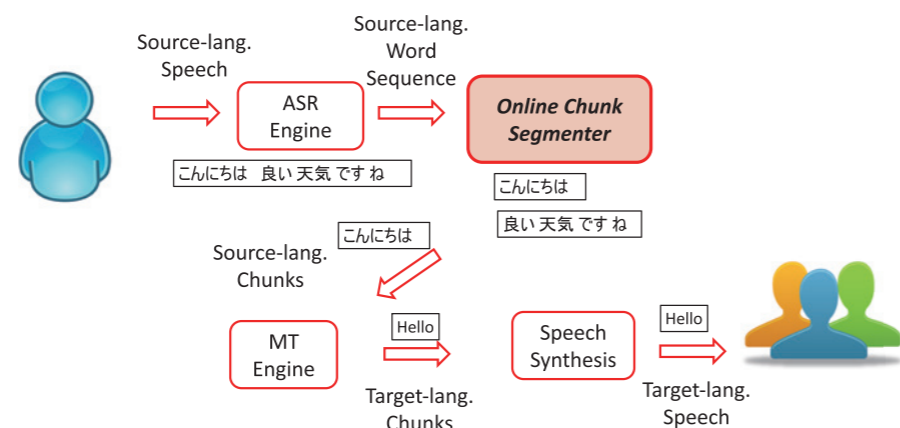 Source-lang.
Speech
Source-lang.
Word
Sequence
ASR
Engine
Online Chunk
Segmenter
こんにちは 良い 天気 です ね
こんにちは
良い 天気 です ね
こんにちは
Source-lang.
Chunks
MT
Engine
Hello
Target-lang.
Chunks
Speech
Synthesis
Hello
Target-lang.
Speech